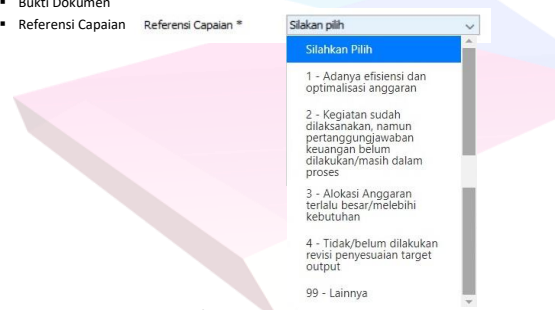 ▪ Bukti Dokumen
▪ Referensi Capaian Referensi Capaian * Silakan pilih
Silahkan Pilih
1 - Adanya efisiensi dan
optimalisasi anggaran
2 - Kegiatan sudah
dilaksanakan, namun
pertanggungjawaban
keuangan belum
dilakukan/masih dalam
proses
3 - Alokasi Anggaran
terlalu besar/melebihi
kebutuhan
4 - Tidak/belum dilakukan
revisi penyesuaian target
output
99 - Lainnya